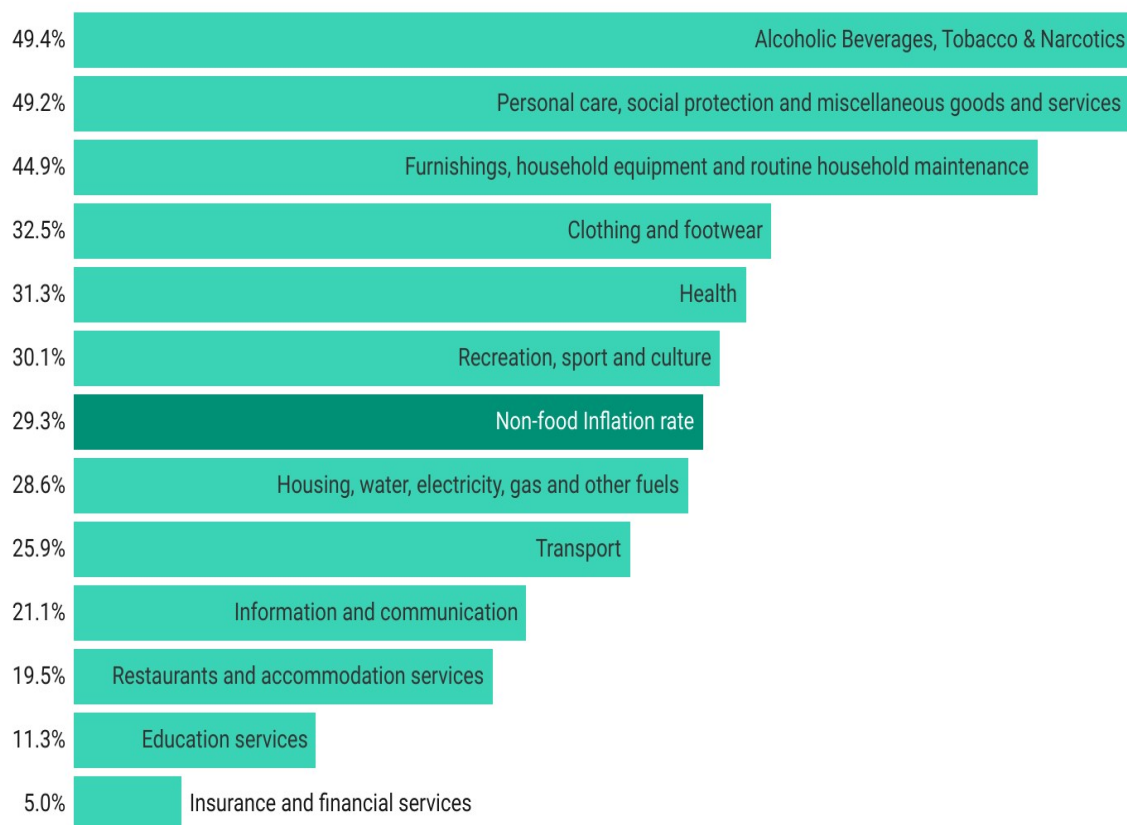 49.4% Alcoholic Beverages, Tobacco & Narcotics
49.2% Personal care, social protection and miscellaneous goods and services
44.9% Furnishings, household equipment and routine household maintenance
32.5% Clothing and footwear
31.3% Health
30.1% Recreation, sport and culture
29.3% Non-food Inflation rate
28.6% Housing, water, electricity, gas and other fuels
25.9% Transport
21.1% Information and communication
19.5% Restaurants and accommodation services
11.3% Education services
5.0% Insurance and financial services